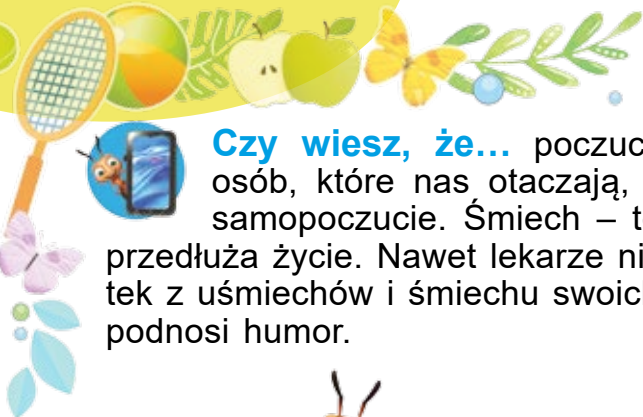 Czy wiesz, że… poczuc
osób, które nas otaczają,
samopoczucie. Śmiech – t
przedłuża życie. Nawet lekarze ni
tek z uśmiechów i śmiechu swoic
podnosi humor.